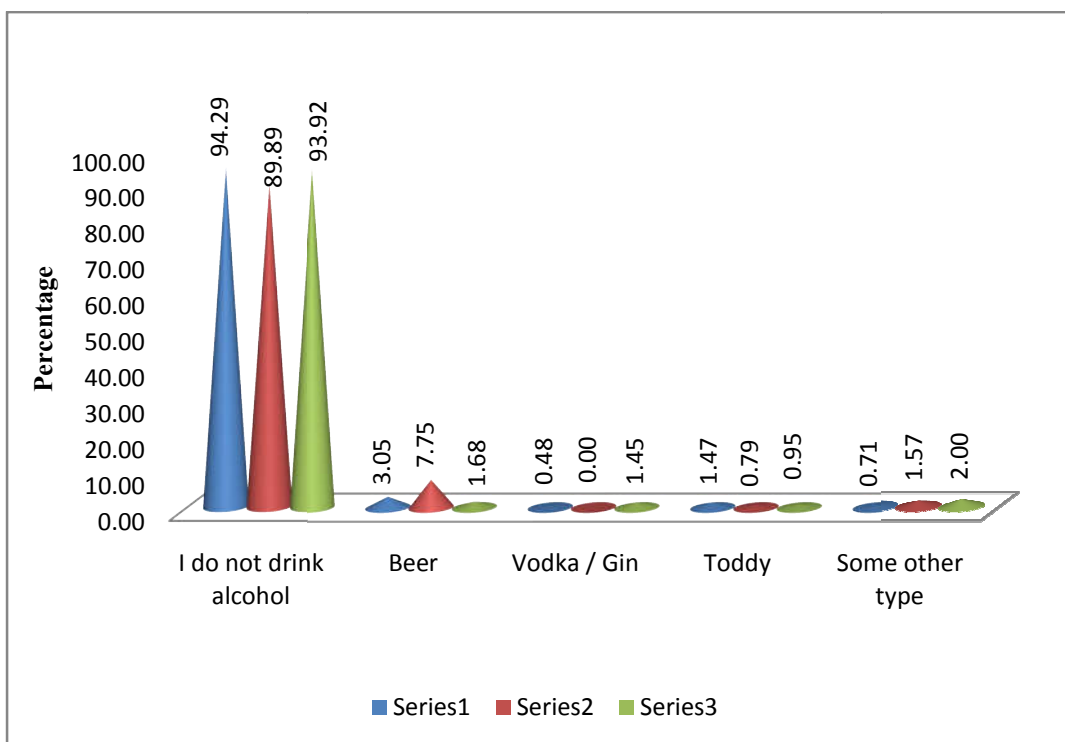 94.29
89.89
93.92
3.05
7.75
1.68
0.48
0.00
1.45
1.47
0.79
0.95
0.71
1.57
2.00
100.00
90.00
80.00
70.00
60.00
50.00
40.00
30.00
20.00
10.00
0.00
Percentage
I do not drink
alcohol
Beer
Vodka / Gin
Toddy
Some other
type
Series1 Series2 Series3